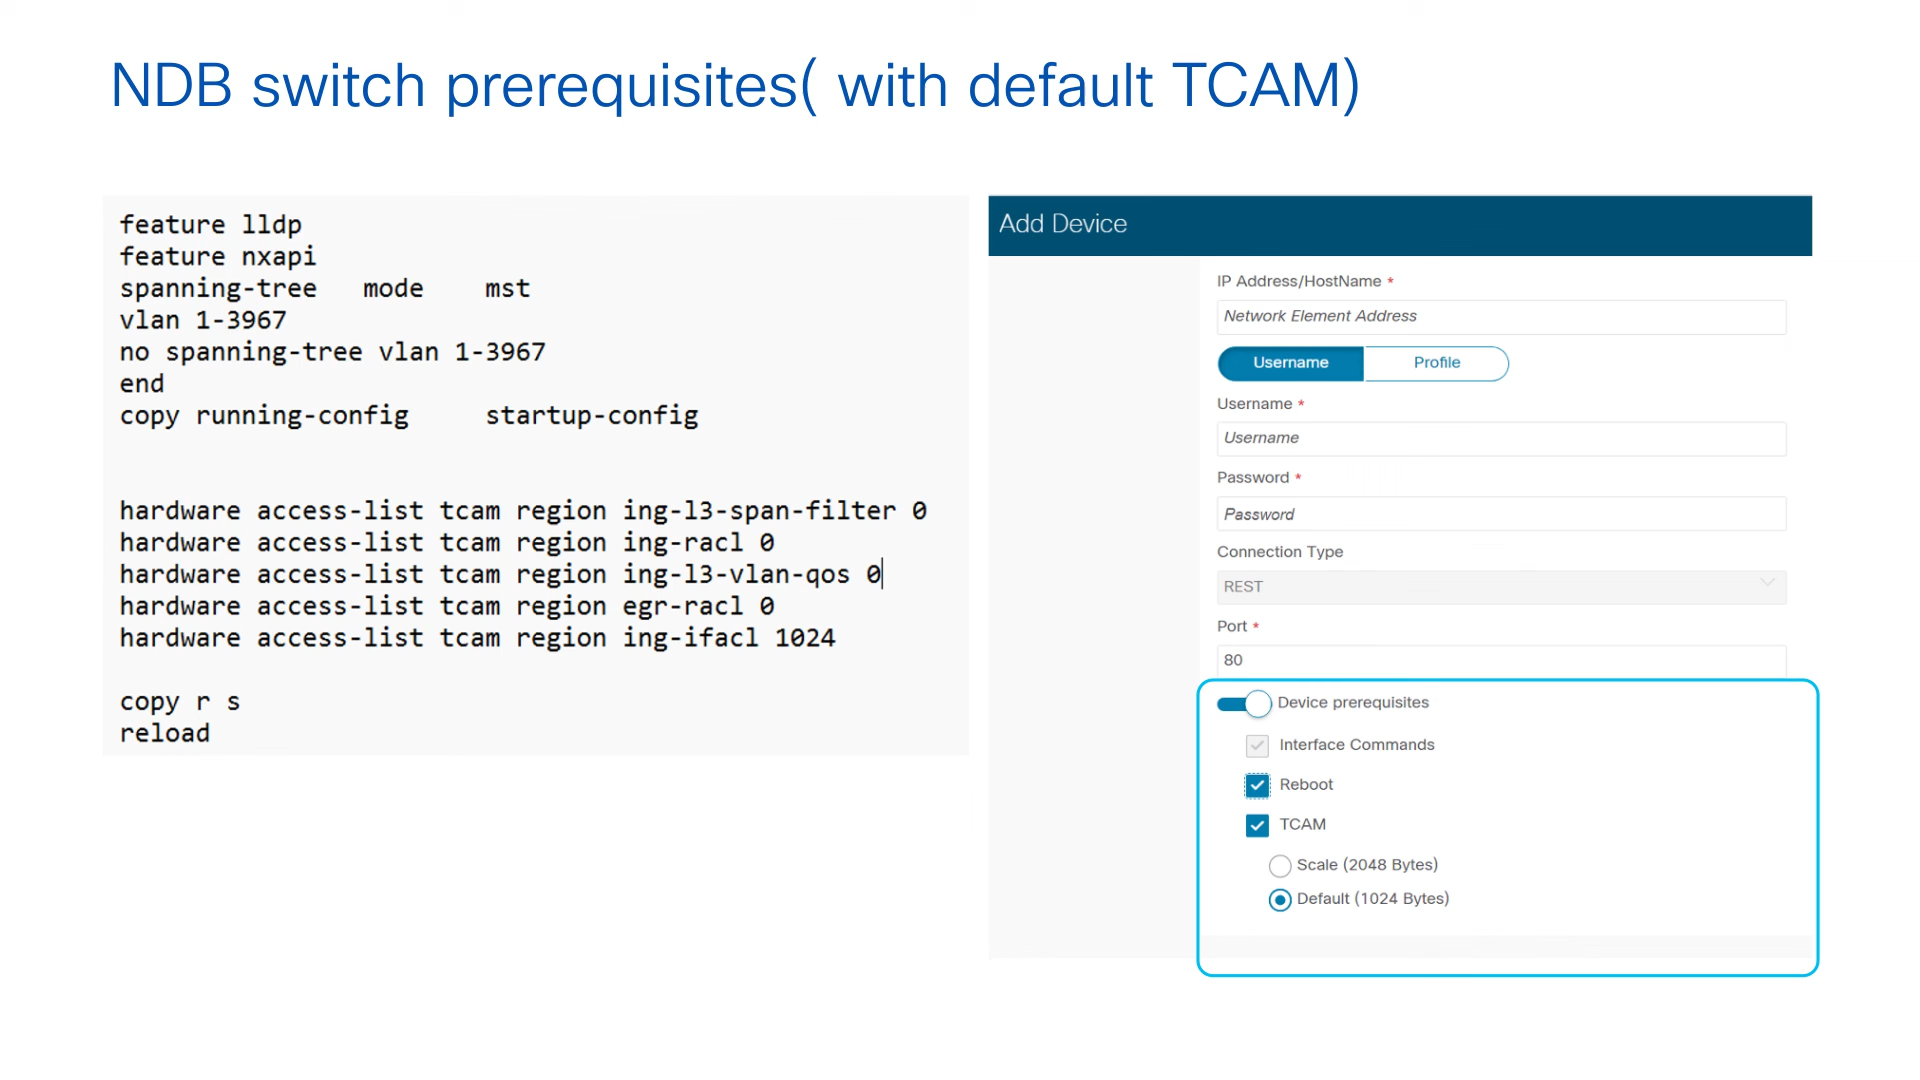 NDB switch prerequisites( with default TCAM)
feature lldp
feature nxapi
spanning-tree mode mst
vlan 1-3967
no spanning-tree vlan 1-3967
end
copy running-config startup-config
hardware access-list tcam region ing-l3-span-filter 0
hardware access-list tcam region ing-racl 0
hardware access-list tcam region ing-l3-vlan-qos 0
hardware access-list tcam region egr-racl 0
hardware access-list tcam region ing-ifacl 1024
copy r s
reload
Add Device
IP Address/HostName *
Network Element Address
Username Profile
Username *
Username
Password *
Password
Connection Type
REST
Port *
80
Device prerequisites
Interface Commands
Reboot
TCAM
Scale (2048 Bytes)
Default (1024 Bytes)